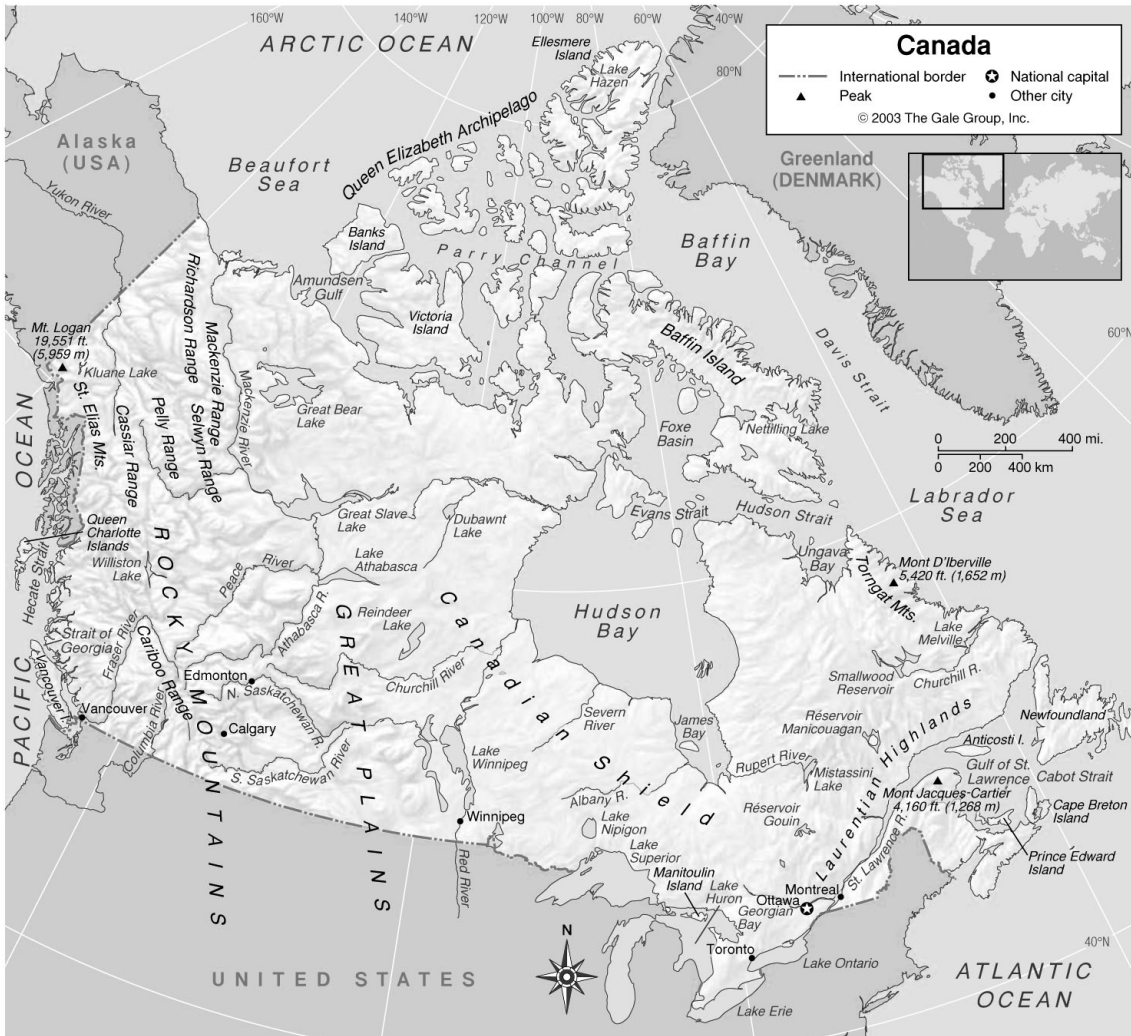 160°W
140°W
120°W
100°W
80°W
60°W
40°W
ARCTIC OCEAN
Ellesmere
Island
Lake
Hazen
80°N
Canada
International border
National capital
Peak
Other city
© 2003 The Gale Group, Inc.
Alaska
(USA)
Yukon River
Beaufort
Sea
Queen Elizabeth Archipelago
Greenland
(DENMARK)
Banks
Island
Parry Channel
Baffin
Bay
Amundsen
Gulf
Victoria
Island
Baffin Island
Davis Strait
60°N
Mt. Logan
19,551 ft.
(5,959 m)
Kluane Lake
St. Elias Mts.
Richardson Range
Mackenzie Range
Cassiar Range
Pelly Range
Selwyn Range
Mackenzie River
Great Bear
Lake
Foxe
Basin
Nettilling Lake
0 200 400 mi.
0 200 400 km
PACIFIC OCEAN
Queen
Charlotte
Islands
Hecate Strait
Williston
Lake
ROCKY MOUNTAINS
Great Slave
Lake
Dubawnt
Lake
Evans Strait
Hudson Strait
Labrador
Sea
Ungava
Bay
Torngat Mts.
Mont D'Iberville
5,420 ft. (1,652 m)
Peace River
Lake
Athabasca
Athabasca R.
Reindeer
Lake
GREAT PLAINS
Canadian Shield
Hudson
Bay
Lake
Melville
Strait of
Georgia
Fraser River
Cariboo Range
Edmonton
N. Saskatchewan R.
Churchill River
Smallwood
Reservoir
Churchill R.
Vancouver I.
Vancouver
Columbia River
Calgary
S. Saskatchewan River
Lake
Winnipeg
Severn
River
James
Bay
Réservoir
Manicouagan
Newfoundland
Anticosti I.
Rupert River
Mistassini
Lake
Laurentian Highlands
Gulf of St.
Lawrence
Cabot Strait
Mont Jacques-Cartier
4,160 ft. (1,268 m)
Cape Breton
Island
Winnipeg
Albany R.
Réservoir
Gouin
Lake
Nipigon
St. Lawrence R.
Prince Edward
Island
Red River
Lake
Superior
Manitoulin
Island
Lake
Huron
Montreal
Ottawa
Georgian
Bay
Toronto
N
UNITED STATES
Lake Ontario
Lake Erie
40°N
ATLANTIC
OCEAN